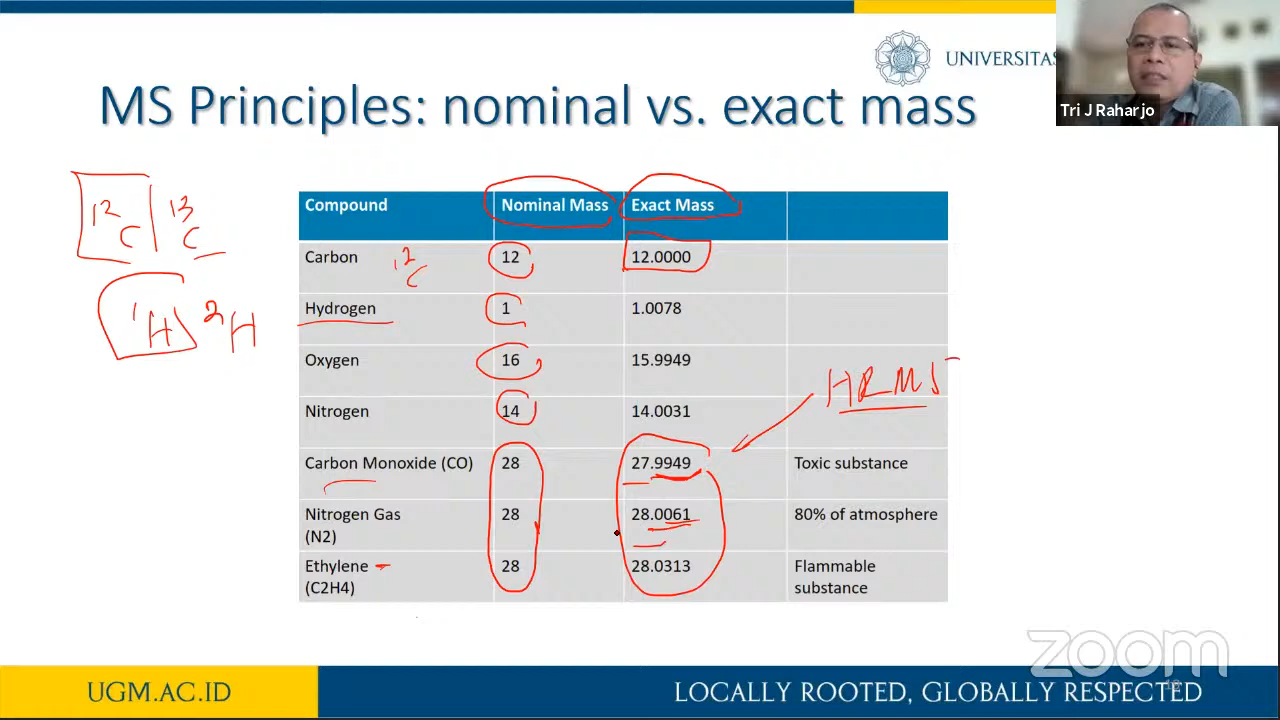 UNIVERSITAS
Tri J Raharjo
MS Principles: nominal vs. exact mass
12C 13C
1H 2H
Compound Nominal Mass Exact Mass
Carbon 12C 12 12.0000
Hydrogen 1 1.0078
Oxygen 16 15.9949
HRMS
Nitrogen 14 14.0031
Carbon Monoxide (CO) 28 27.9949 Toxic substance
Nitrogen Gas 28 28.0061 80% of atmosphere
(N2)
Ethylene 28 28.0313 Flammable
(C2H4) substance
zoom
UGM.AC.ID LOCALLY ROOTED, GLOBALLY RESPECTED